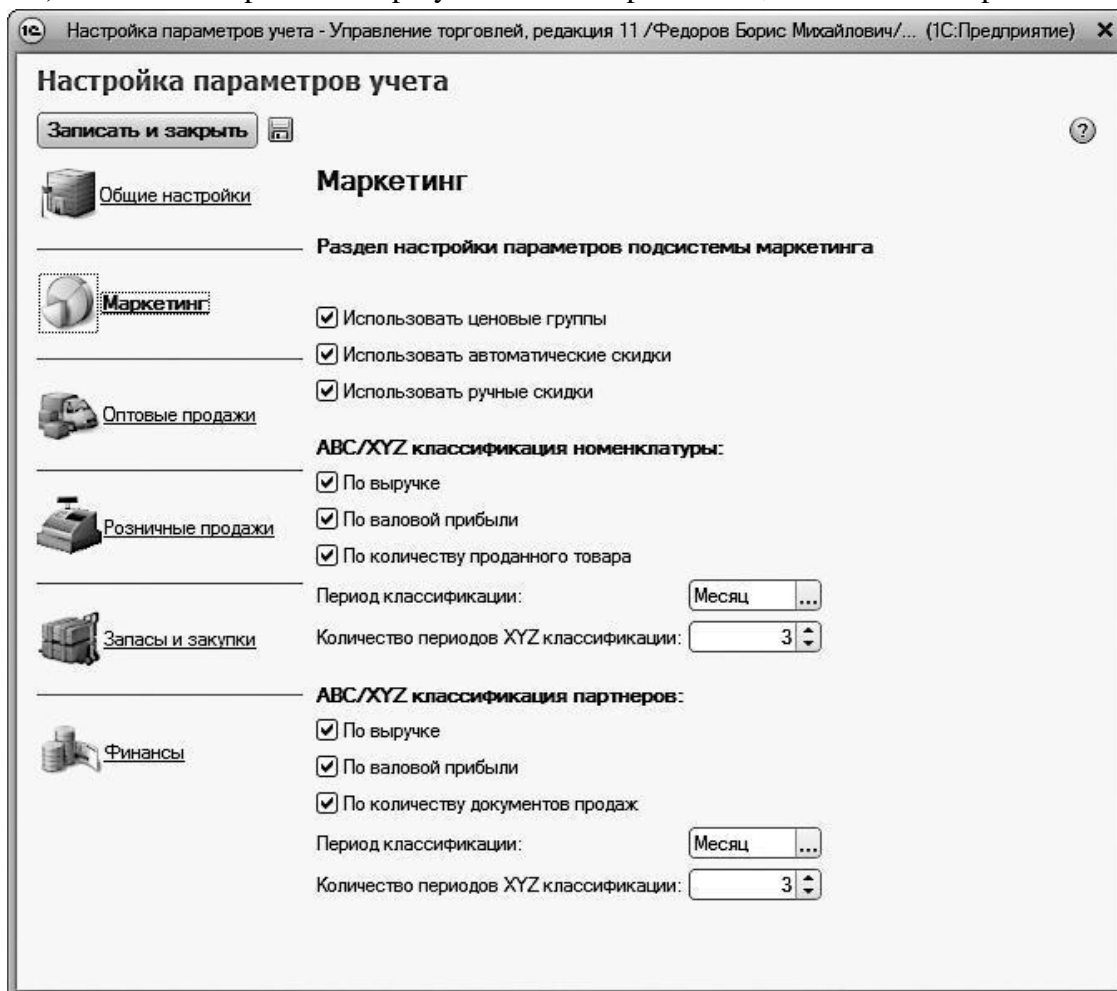 Настройка параметров учета - Управление торговлей, редакция 11 /Федоров Борис Михайлович/... (1С:Предприятие)
Настройка параметров учета
Записать и закрыть
?
Общие настройки
Маркетинг
Оптовые продажи
Розничные продажи
Запасы и закупки
Финансы
Маркетинг
Раздел настройки параметров подсистемы маркетинга
Использовать ценовые группы
Использовать автоматические скидки
Использовать ручные скидки
ABC/XYZ классификация номенклатуры:
По выручке
По валовой прибыли
По количеству проданного товара
Период классификации: Месяц ...
Количество периодов XYZ классификации: 3
ABC/XYZ классификация партнеров:
По выручке
По валовой прибыли
По количеству документов продаж
Период классификации: Месяц ...
Количество периодов XYZ классификации: 3